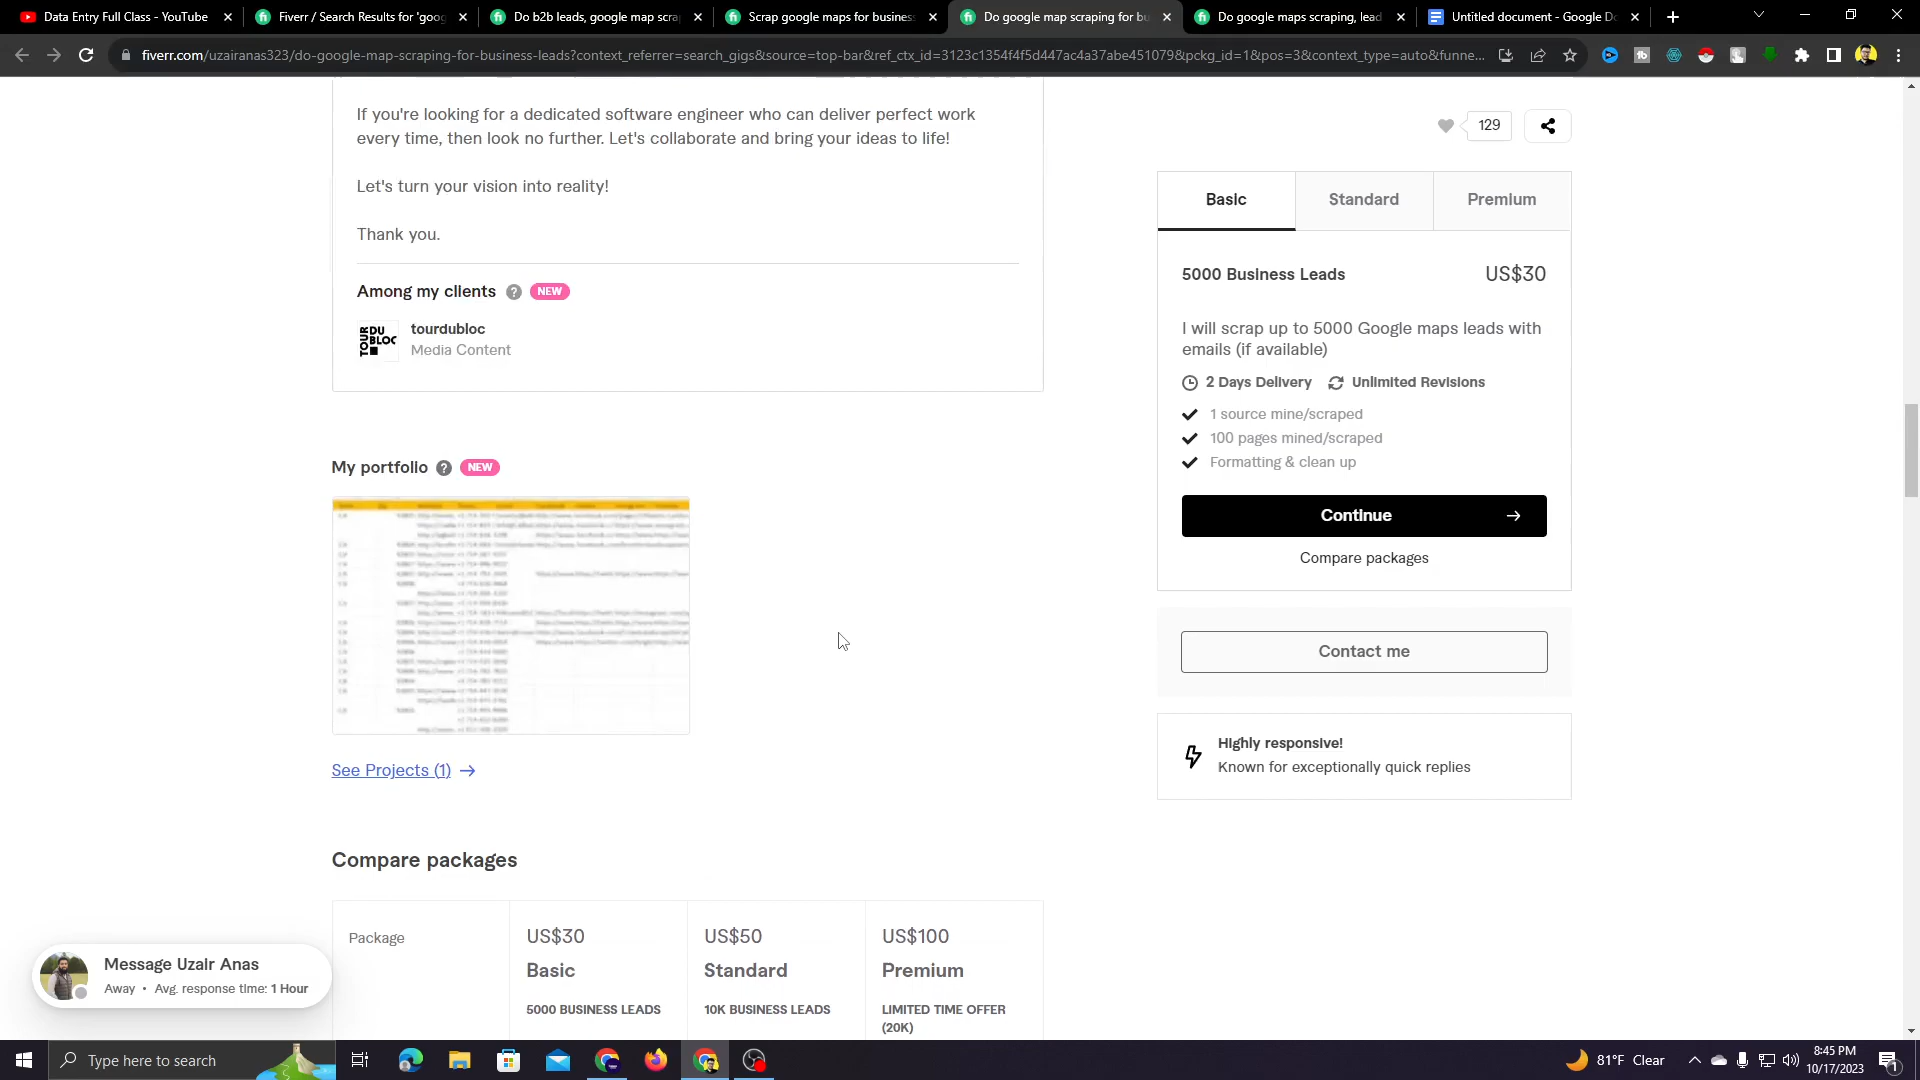 Data Entry Full Class - YouTube
Fiverr / Search Results for 'goog
Do b2b leads, google map scra
Scrap google maps for business
Do google map scraping for bu
Do google maps scraping, lead
Untitled document - Google Do
fiverr.com/uzairanas323/do-google-map-scraping-for-business-leads?context_referrer=search_gigs&source=top-bar&ref_ctx_id=3123c1354f4f5d447ac4a37abe451079&pckg_id=1&pos=3&context_type=auto&funne...
If you're looking for a dedicated software engineer who can deliver perfect work
every time, then look no further. Let's collaborate and bring your ideas to life!
Let's turn your vision into reality!
Thank you.
Among my clients ? NEW
TOUR DU BLOC
tourdubloc
Media Content
My portfolio ? NEW
See Projects (1) →
Compare packages
Package
US$30
Basic
5000 BUSINESS LEADS
US$50
Standard
10K BUSINESS LEADS
US$100
Premium
LIMITED TIME OFFER
(20K)
129
Basic
Standard
Premium
5000 Business Leads
US$30
I will scrap up to 5000 Google maps leads with
emails (if available)
2 Days Delivery
Unlimited Revisions
1 source mine/scraped
100 pages mined/scraped
Formatting & clean up
Continue →
Compare packages
Contact me
Highly responsive!
Known for exceptionally quick replies
Message Uzair Anas
Away • Avg. response time: 1 Hour
Type here to search
81°F Clear
8:45 PM
10/17/2023
1